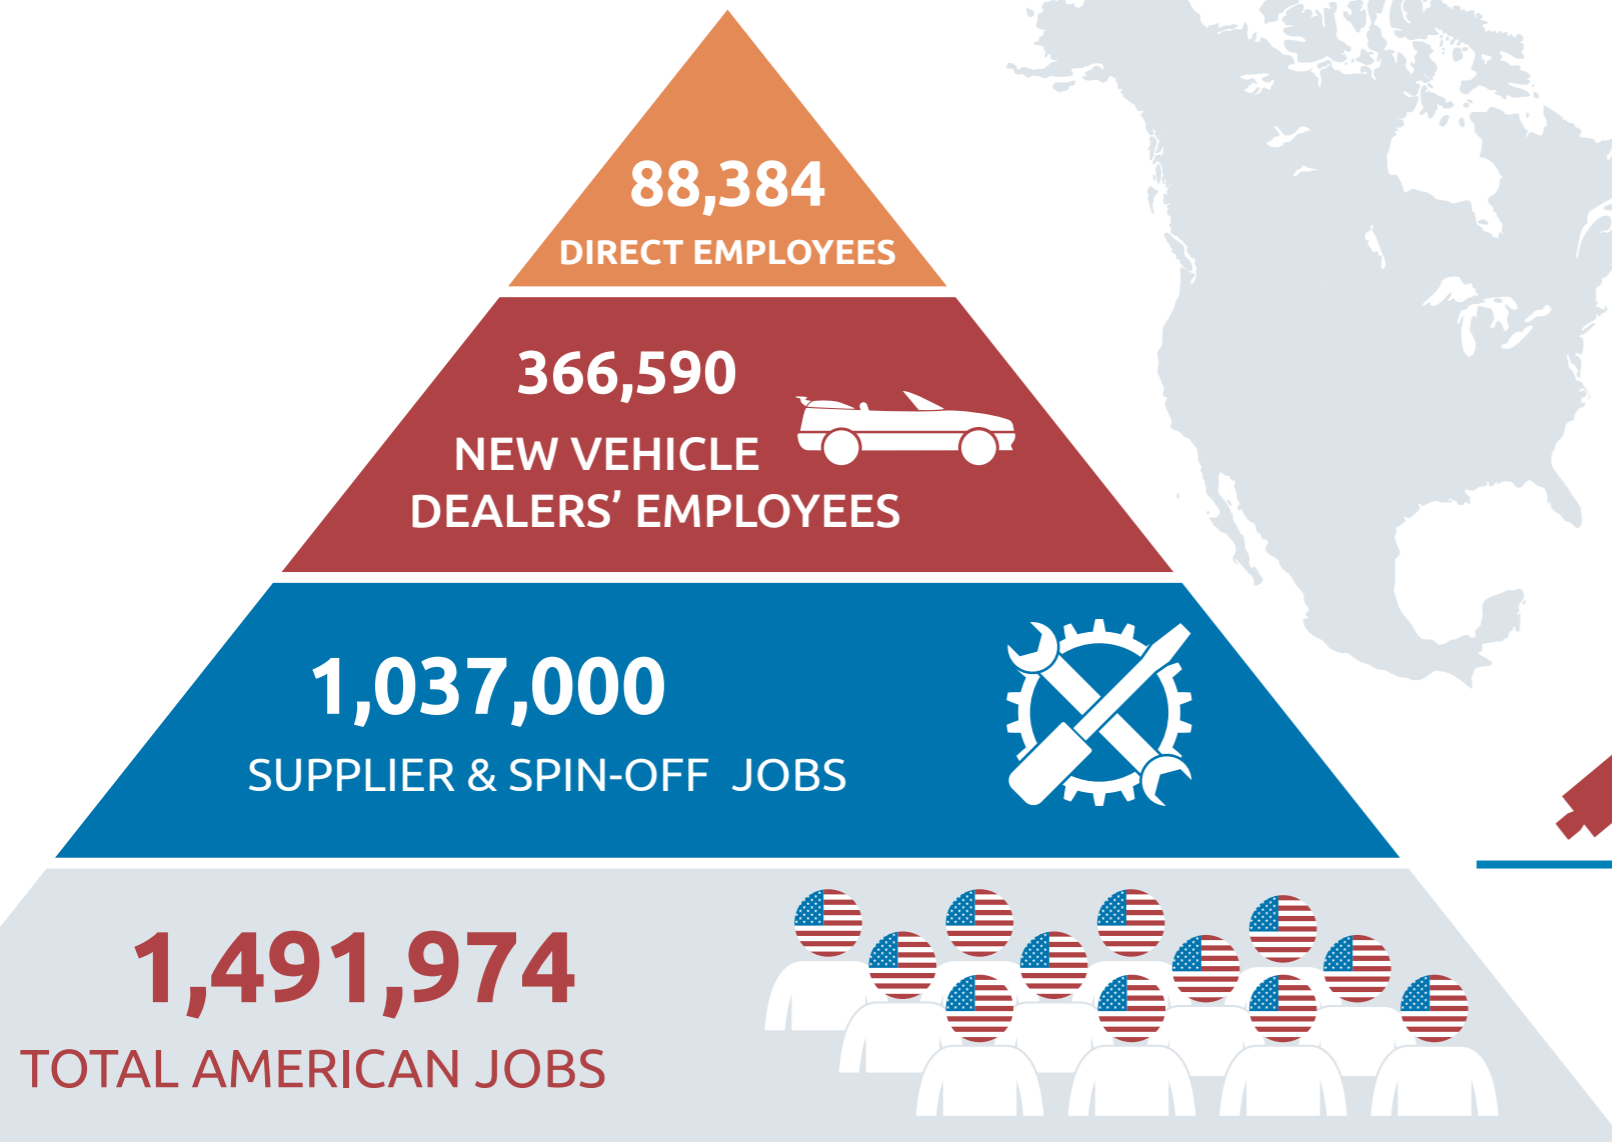 88,384
DIRECT EMPLOYEES
366,590
NEW VEHICLE
DEALERS’ EMPLOYEES
1,037,000
SUPPLIER & SPIN-OFF JOBS
1,491,974
TOTAL AMERICAN JOBS